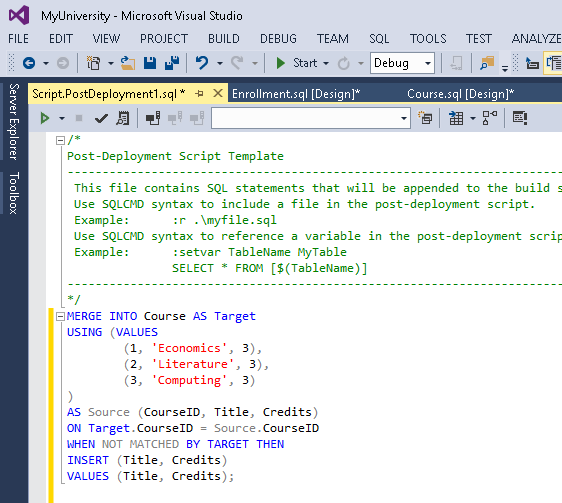 MyUniversity - Microsoft Visual Studio
FILE EDIT VIEW PROJECT BUILD DEBUG TEAM SQL TOOLS TEST ANALYZE
Start Debug
Server Explorer
Toolbox
Script.PostDeployment1.sql * Enrollment.sql [Design]* Course.sql [Design]*
/*
Post-Deployment Script Template
--------------------------------------------------------------------------------------
This file contains SQL statements that will be appended to the build s
Use SQLCMD syntax to include a file in the post-deployment script.
Example: :r .\myfile.sql
Use SQLCMD syntax to reference a variable in the post-deployment scrip
Example: :setvar TableName MyTable
SELECT * FROM [$(TableName)]
--------------------------------------------------------------------------------------
*/
MERGE INTO Course AS Target
USING (VALUES
(1, 'Economics', 3),
(2, 'Literature', 3),
(3, 'Computing', 3)
)
AS Source (CourseID, Title, Credits)
ON Target.CourseID = Source.CourseID
WHEN NOT MATCHED BY TARGET THEN
INSERT (Title, Credits)
VALUES (Title, Credits);